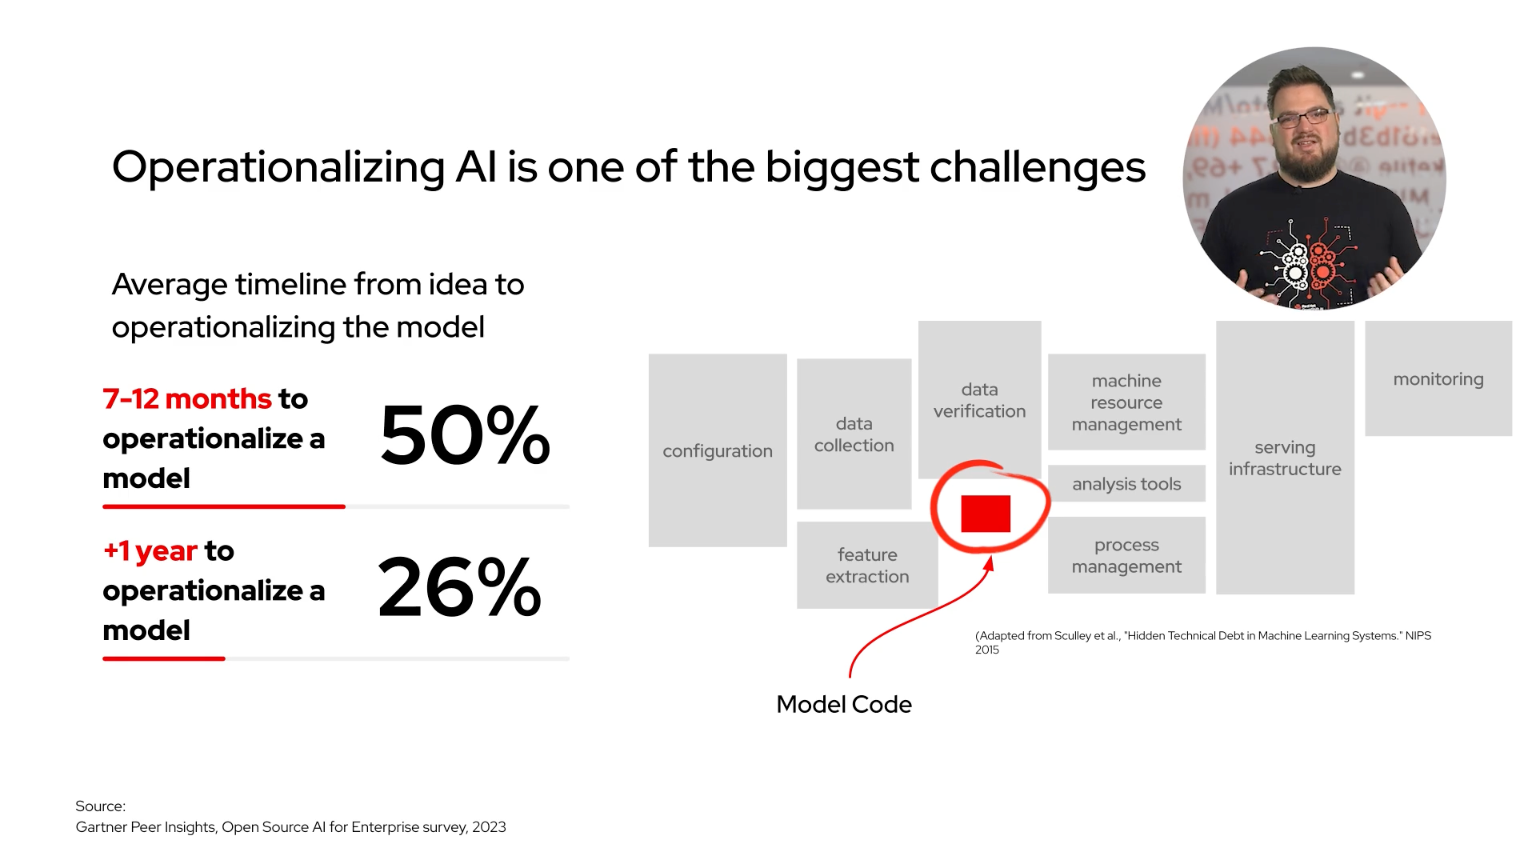 Operationalizing AI is one of the biggest challenges
Average timeline from idea to
operationalizing the model
7-12 months to
operationalize a
model
50%
+1 year to
operationalize a
model
26%
configuration
data
collection
feature
extraction
data
verification
machine
resource
management
analysis tools
process
management
serving
infrastructure
monitoring
(Adapted from Sculley et al., "Hidden Technical Debt in Machine Learning Systems." NIPS
2015
Model Code
Source:
Gartner Peer Insights, Open Source AI for Enterprise survey, 2023